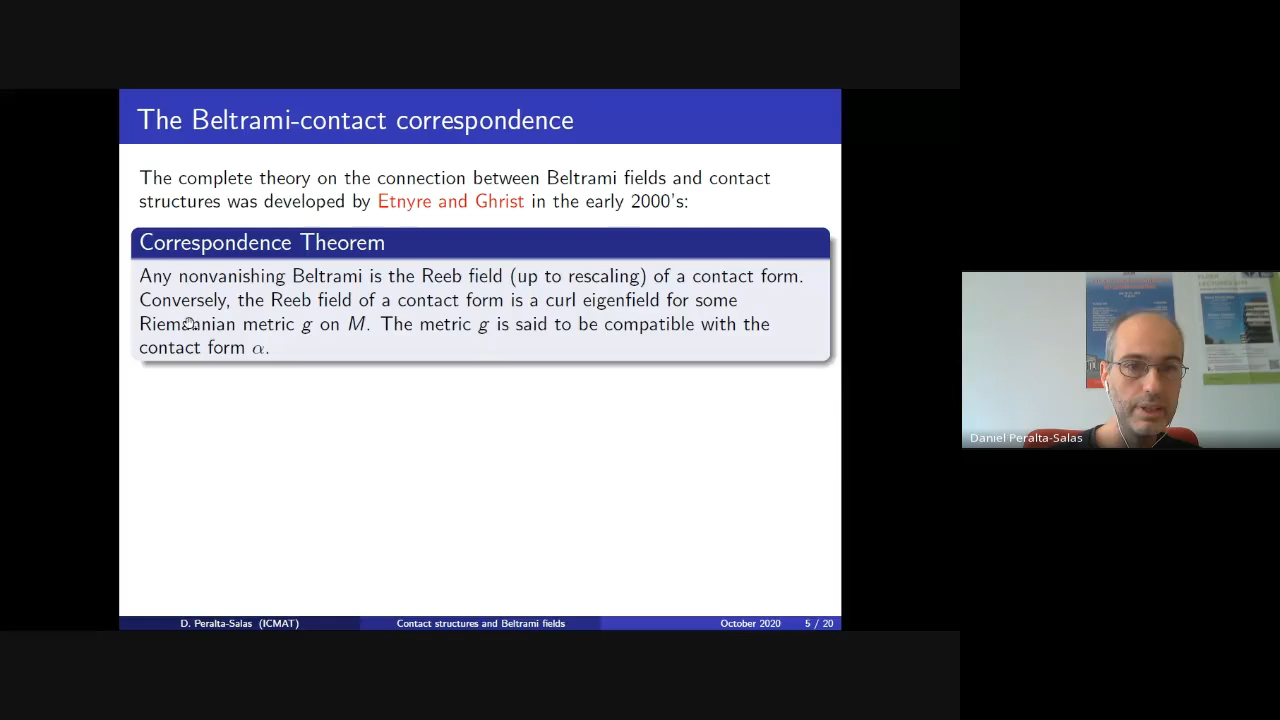 The Beltrami-contact correspondence
The complete theory on the connection between Beltrami fields and contact
structures was developed by Etnyre and Ghrist in the early 2000's:
Correspondence Theorem
Any nonvanishing Beltrami is the Reeb field (up to rescaling) of a contact form.
Conversely, the Reeb field of a contact form is a curl eigenfield for some
Riemannian metric g on M. The metric g is said to be compatible with the
contact form α.
D. Peralta-Salas (ICMAT)
Contact structures and Beltrami fields
October 2020
5 / 20
Daniel Peralta-Salas